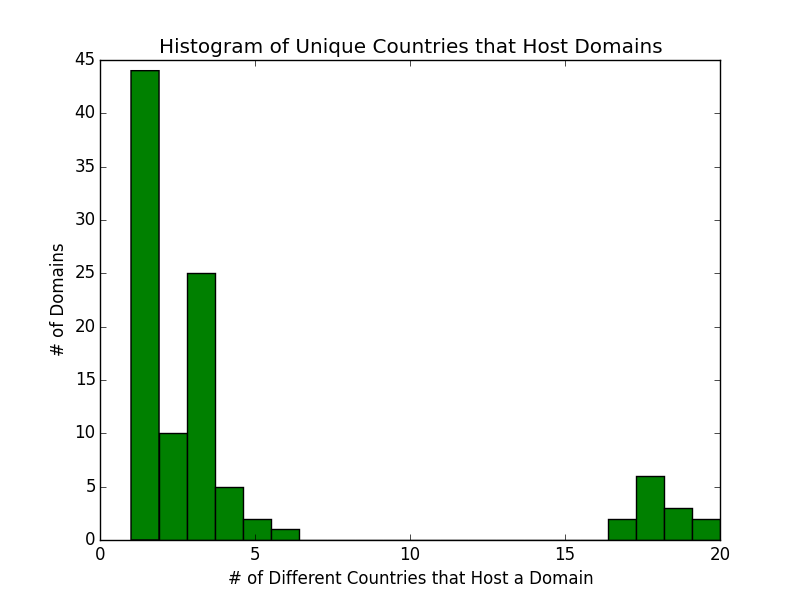 Histogram of Unique Countries that Host Domains
45
40
35
30
25
20
15
10
5
0
# of Domains
0 5 10 15 20
# of Different Countries that Host a Domain